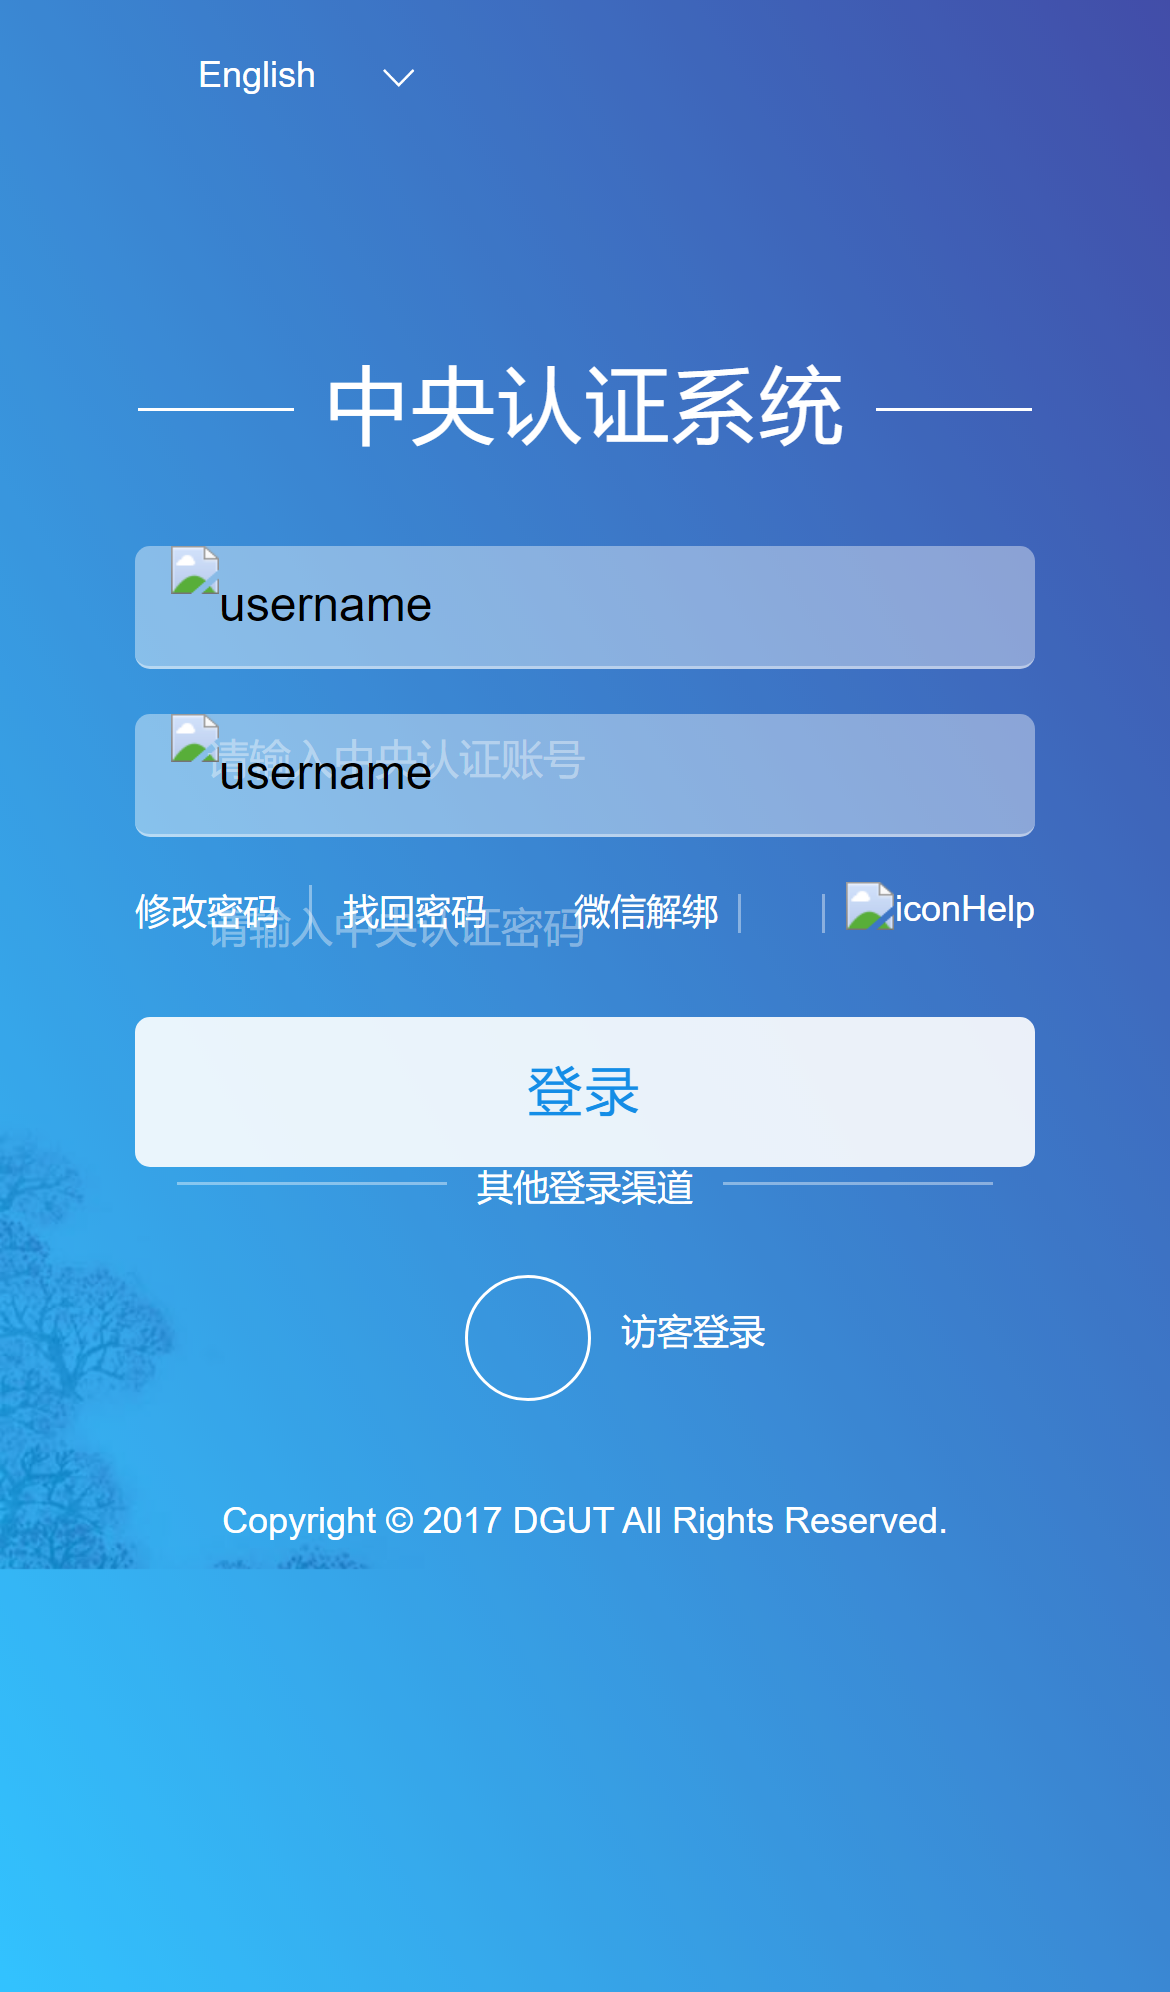 English
中央认证系统
username
请输入中央认证账号
username
修改密码 找回密码 微信解绑 iconHelp
请输入中央认证密码
登录
其他登录渠道
访客登录
Copyright © 2017 DGUT All Rights Reserved.